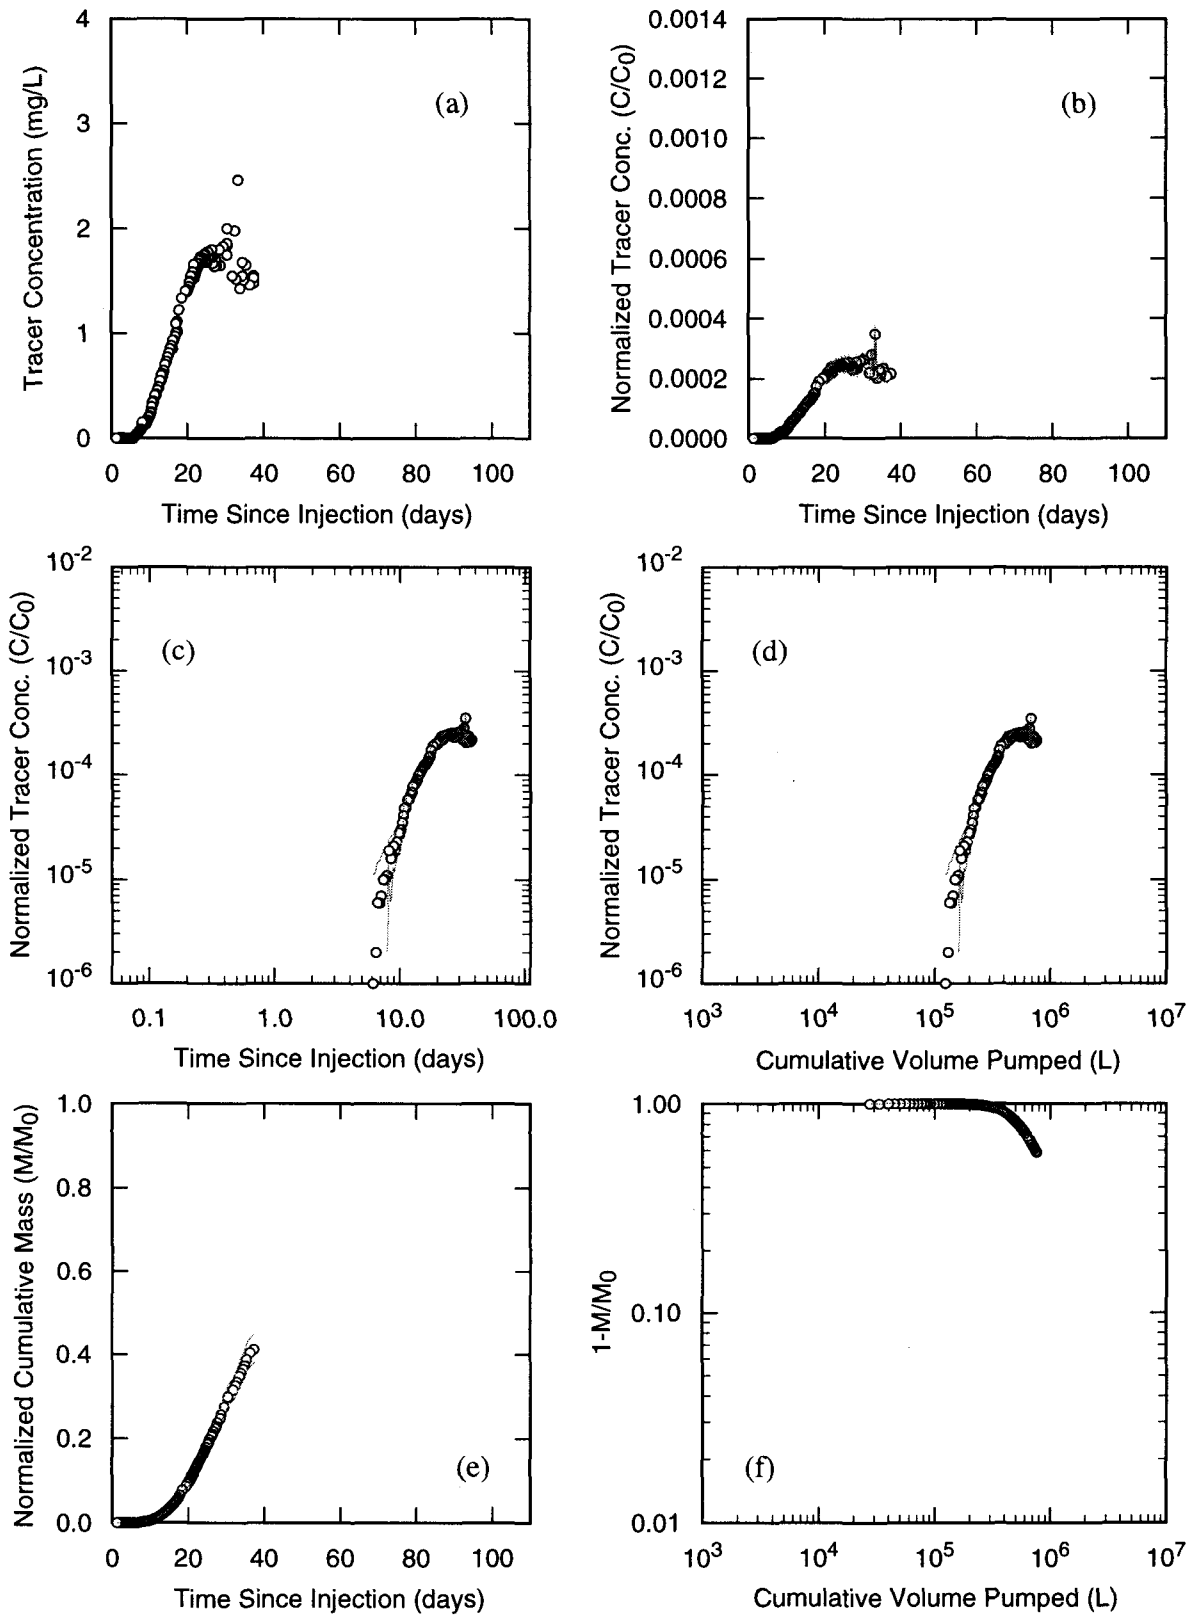 4
3
2
1
0
Tracer Concentration (mg/L)
(a)
0 20 40 60 80 100
Time Since Injection (days)
0.0014
0.0012
0.0010
0.0008
0.0006
0.0004
0.0002
0.0000
Normalized Tracer Conc. (C/C0)
(b)
0 20 40 60 80 100
Time Since Injection (days)
10-2
10-3
10-4
10-5
10-6
Normalized Tracer Conc. (C/C0)
(c)
0.1 1.0 10.0 100.0
Time Since Injection (days)
10-2
10-3
10-4
10-5
10-6
Normalized Tracer Conc. (C/C0)
(d)
103 104 105 106 107
Cumulative Volume Pumped (L)
1.0
0.8
0.6
0.4
0.2
0.0
Normalized Cumulative Mass (M/M0)
(e)
0 20 40 60 80 100
Time Since Injection (days)
1.00
0.10
0.01
1-M/M0
(f)
103 104 105 106 107
Cumulative Volume Pumped (L)